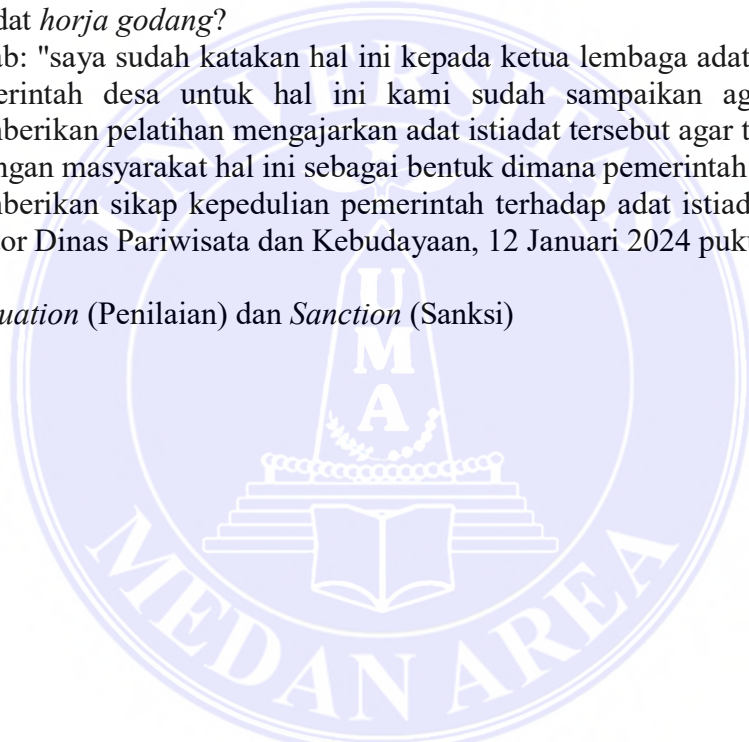 dat horja godang?
ab: "saya sudah katakan hal ini kepada ketua lembaga adat
erintah desa untuk hal ini kami sudah sampaikan ag
berikan pelatihan mengajarkan adat istiadat tersebut agar t
ngan masyarakat hal ini sebagai bentuk dimana pemerintah
berikan sikap kepedulian pemerintah terhadap adat istiad
or Dinas Pariwisata dan Kebudayaan, 12 Januari 2024 puku
uation (Penilaian) dan Sanction (Sanksi)
UNIVERSITAS
UMA
MEDAN AREA